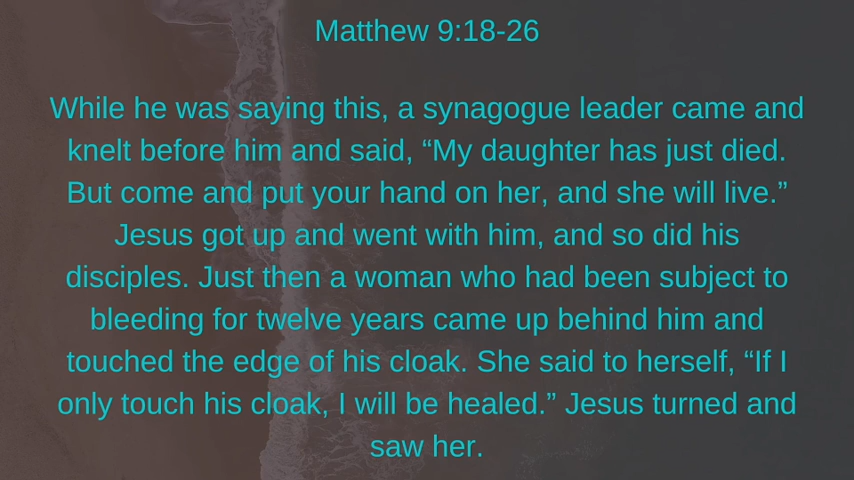 Matthew 9:18-26
While he was saying this, a synagogue leader came and
knelt before him and said, “My daughter has just died.
But come and put your hand on her, and she will live.”
Jesus got up and went with him, and so did his
disciples. Just then a woman who had been subject to
bleeding for twelve years came up behind him and
touched the edge of his cloak. She said to herself, “If I
only touch his cloak, I will be healed.” Jesus turned and
saw her.